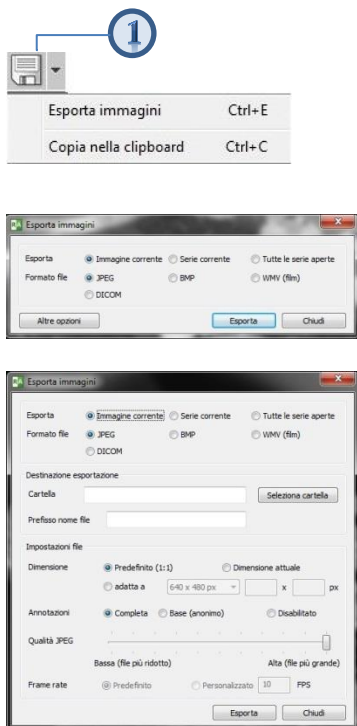 1
Esporta immagini Ctrl+E
Copia nella clipboard Ctrl+C
Esporta immagini
Esporta Immagine corrente Serie corrente Tutte le serie aperte
Formato file JPEG BMP WMV (film)
DICOM
Altre opzioni Esporta Chiudi
Esporta immagini
Esporta Immagine corrente Serie corrente Tutte le serie aperte
Formato file JPEG BMP WMV (film)
DICOM
Destinazione esportazione
Cartella Seleziona cartella
Prefisso nome file
Impostazioni file
Dimensione Predefinito (1:1) Dimensione attuale
adatta a 640 x 480 px x px
Annotazioni Completa Base (anonimo) Disabilitato
Qualità JPEG
Bassa (file più ridotto) Alta (file più grande)
Frame rate Predefinito Personalizzato 10 FPS
Esporta Chiudi